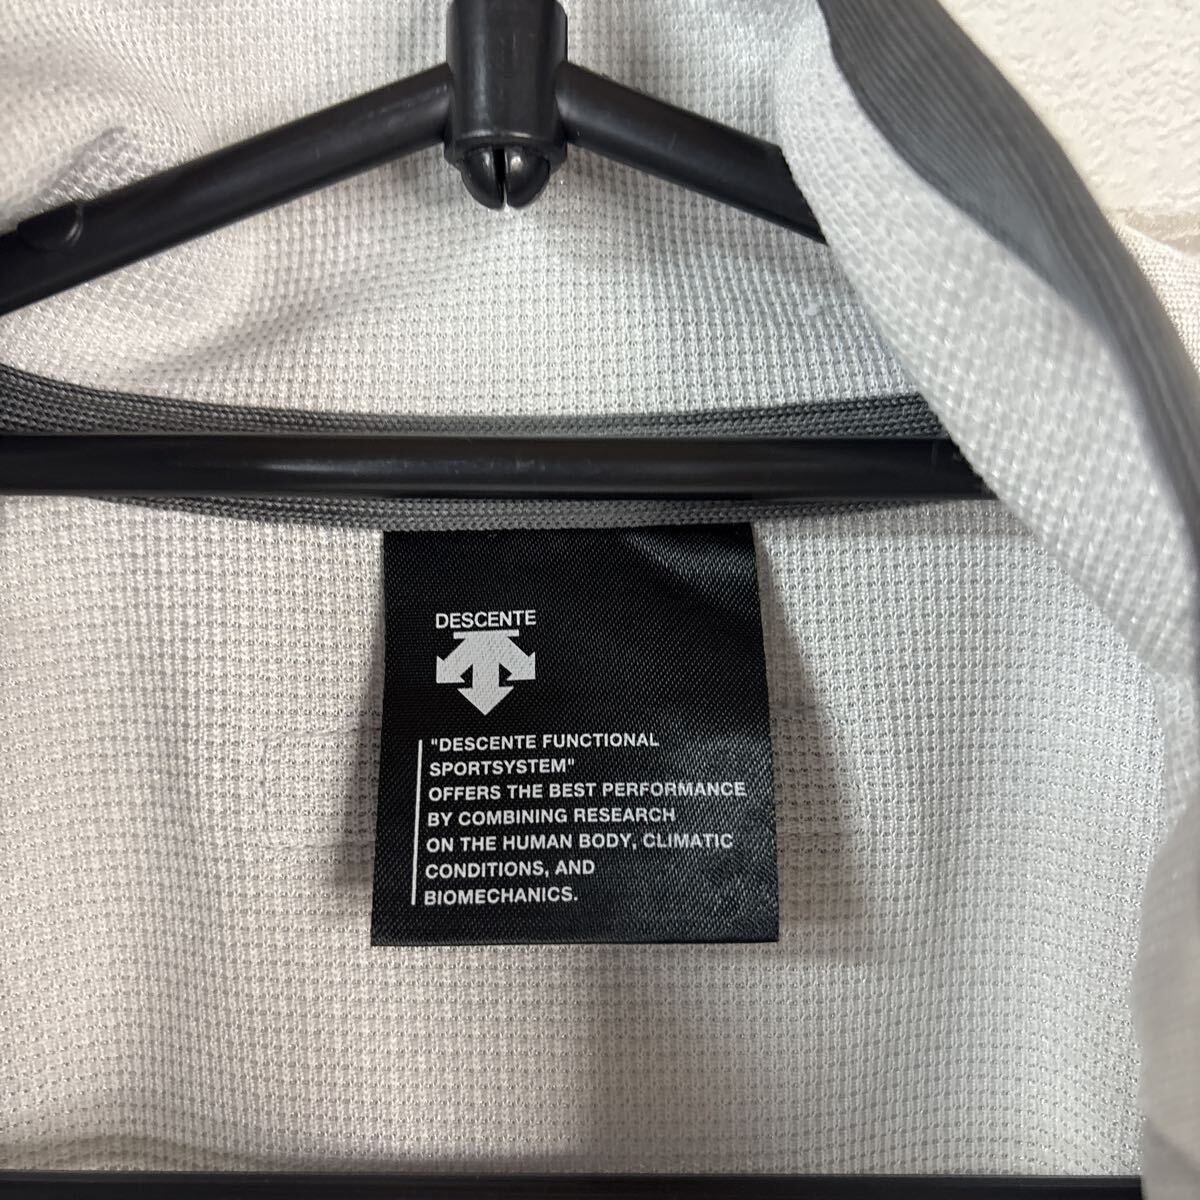 DESCENTE
"DESCENTE FUNCTIONAL
SPORTSYSTEM"
OFFERS THE BEST PERFORMANCE
BY COMBINING RESEARCH
ON THE HUMAN BODY, CLIMATIC
CONDITIONS, AND
BIOMECHANICS.